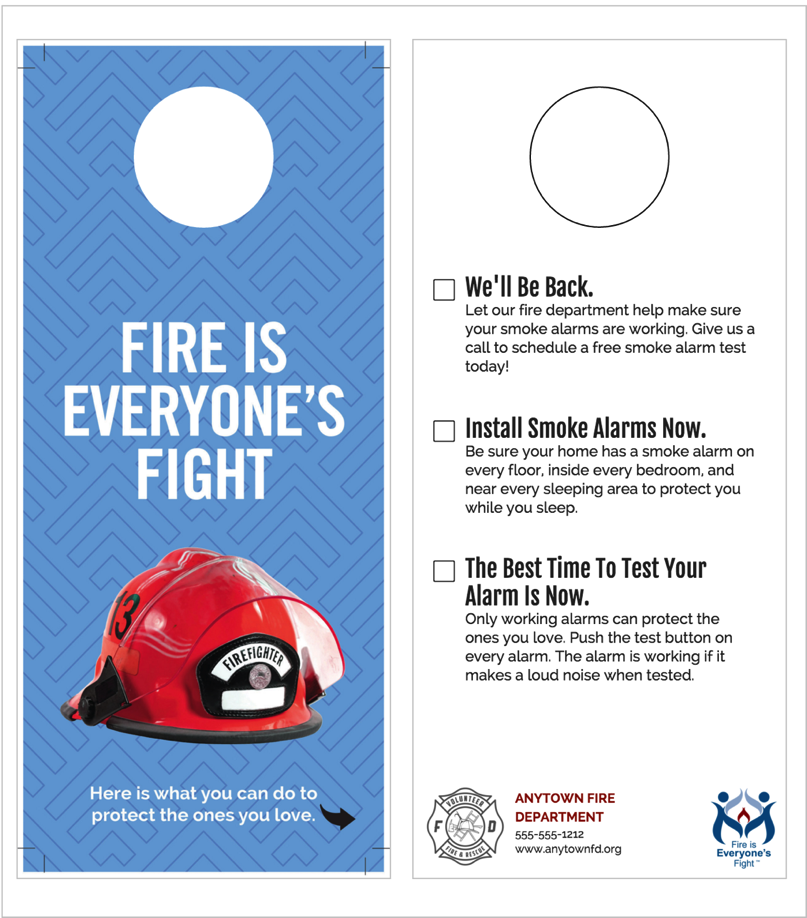 FIRE IS
EVERYONE'S
FIGHT
13
FIREFIGHTER
Here is what you can do to
protect the ones you love.
We'll Be Back.
Let our fire department help make sure
your smoke alarms are working. Give us a
call to schedule a free smoke alarm test
today!
Install Smoke Alarms Now.
Be sure your home has a smoke alarm on
every floor, inside every bedroom, and
near every sleeping area to protect you
while you sleep.
The Best Time To Test Your
Alarm Is Now.
Only working alarms can protect the
ones you love. Push the test button on
every alarm. The alarm is working if it
makes a loud noise when tested.
VOLUNTEER
F D
FIRE & RESCUE
ANYTOWN FIRE
DEPARTMENT
555-555-1212
www.anytownfd.org
Fire is
Everyone's
Fight™